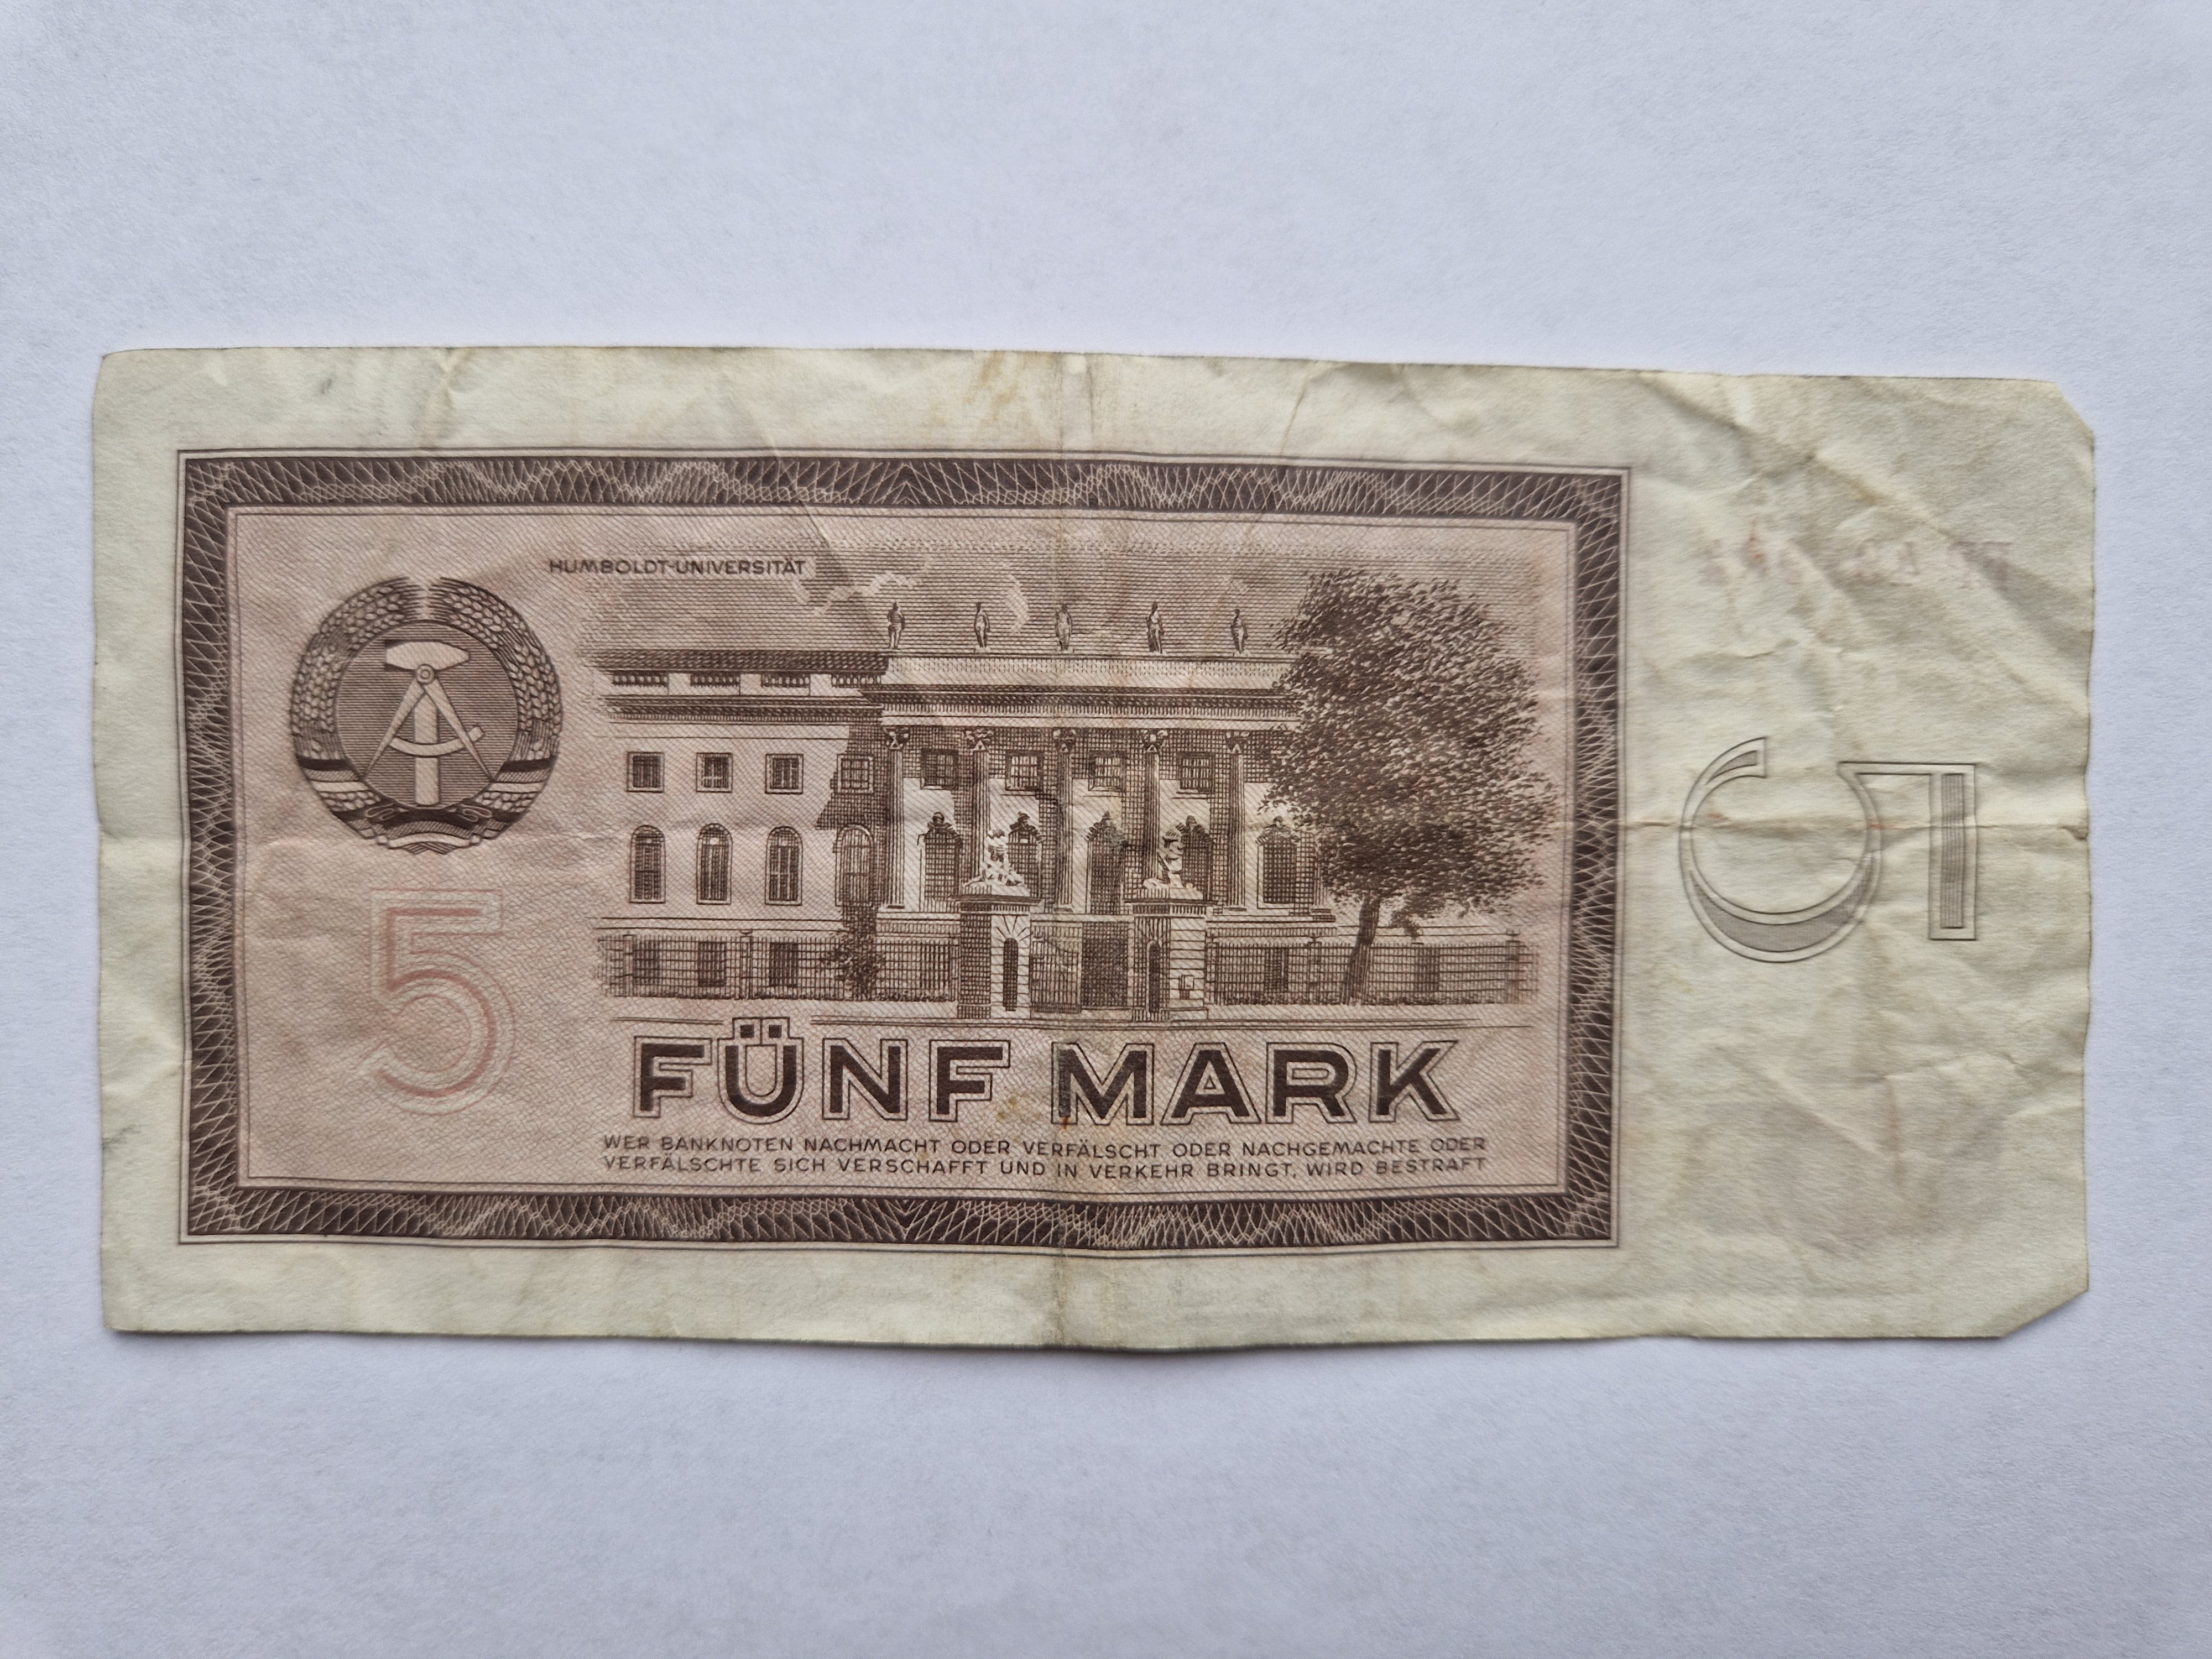 HUMBOLDT-UNIVERSITÄT
5
5
FÜNF MARK
WER BANKNOTEN NACHMACHT ODER VERFÄLSCHT ODER NACHGEMACHTE ODER
VERFÄLSCHTE SICH VERSCHAFFT UND IN VERKEHR BRINGT, WIRD BESTRAFT